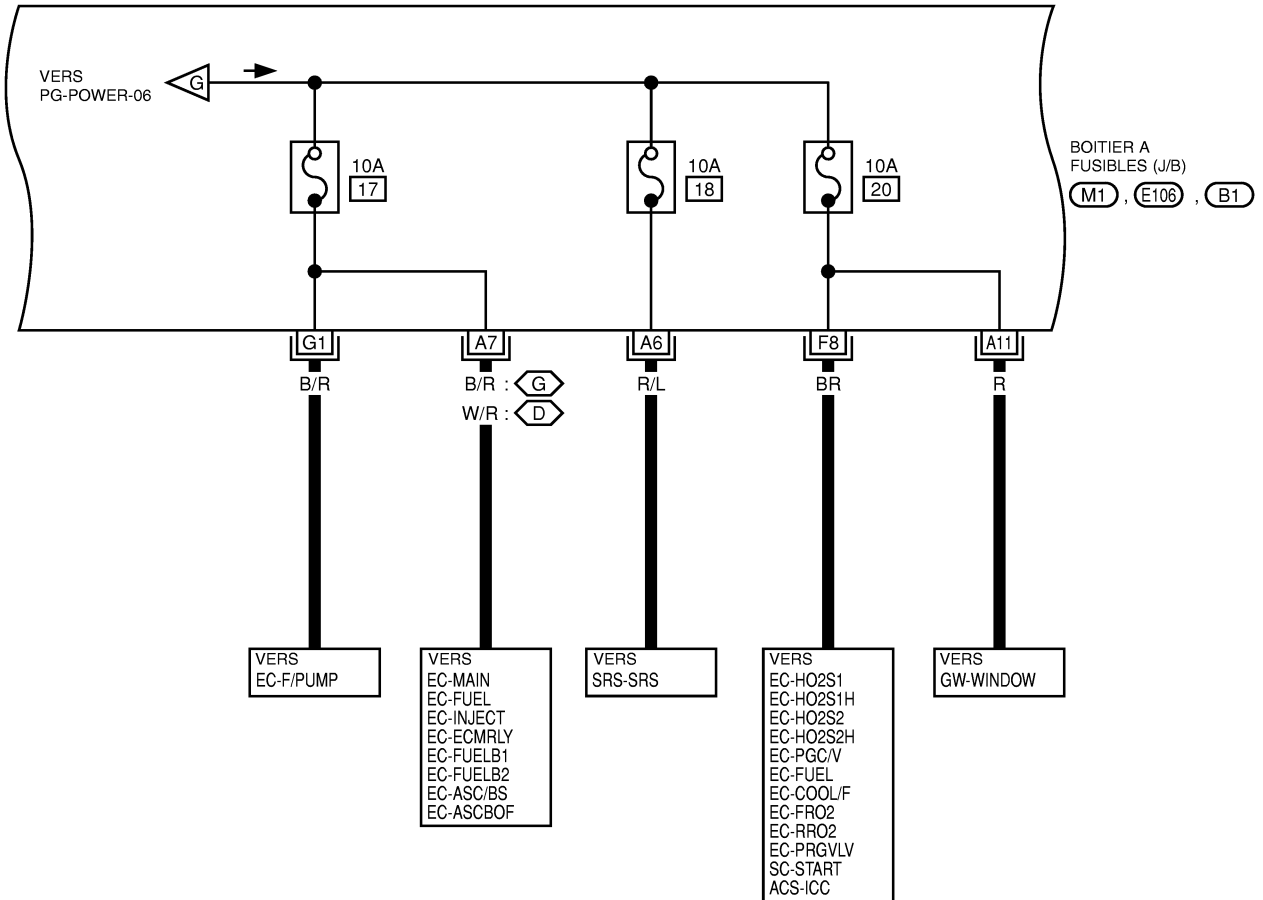 VERS
PG-POWER-06
G
10A
17
10A
18
10A
20
BOITIER A
FUSIBLES (J/B)
M1 , E106 , B1
G1
A7
A6
F8
A11
B/R
B/R : G
W/R : D
R/L
BR
R
VERS
EC-F/PUMP
VERS
EC-MAIN
EC-FUEL
EC-INJECT
EC-ECMRLY
EC-FUELB1
EC-FUELB2
EC-ASC/BS
EC-ASCBOF
VERS
SRS-SRS
VERS
EC-HO2S1
EC-HO2S1H
EC-HO2S2
EC-HO2S2H
EC-PGC/V
EC-FUEL
EC-COOL/F
EC-FRO2
EC-RRO2
EC-PRGVLV
SC-START
ACS-ICC
VERS
GW-WINDOW